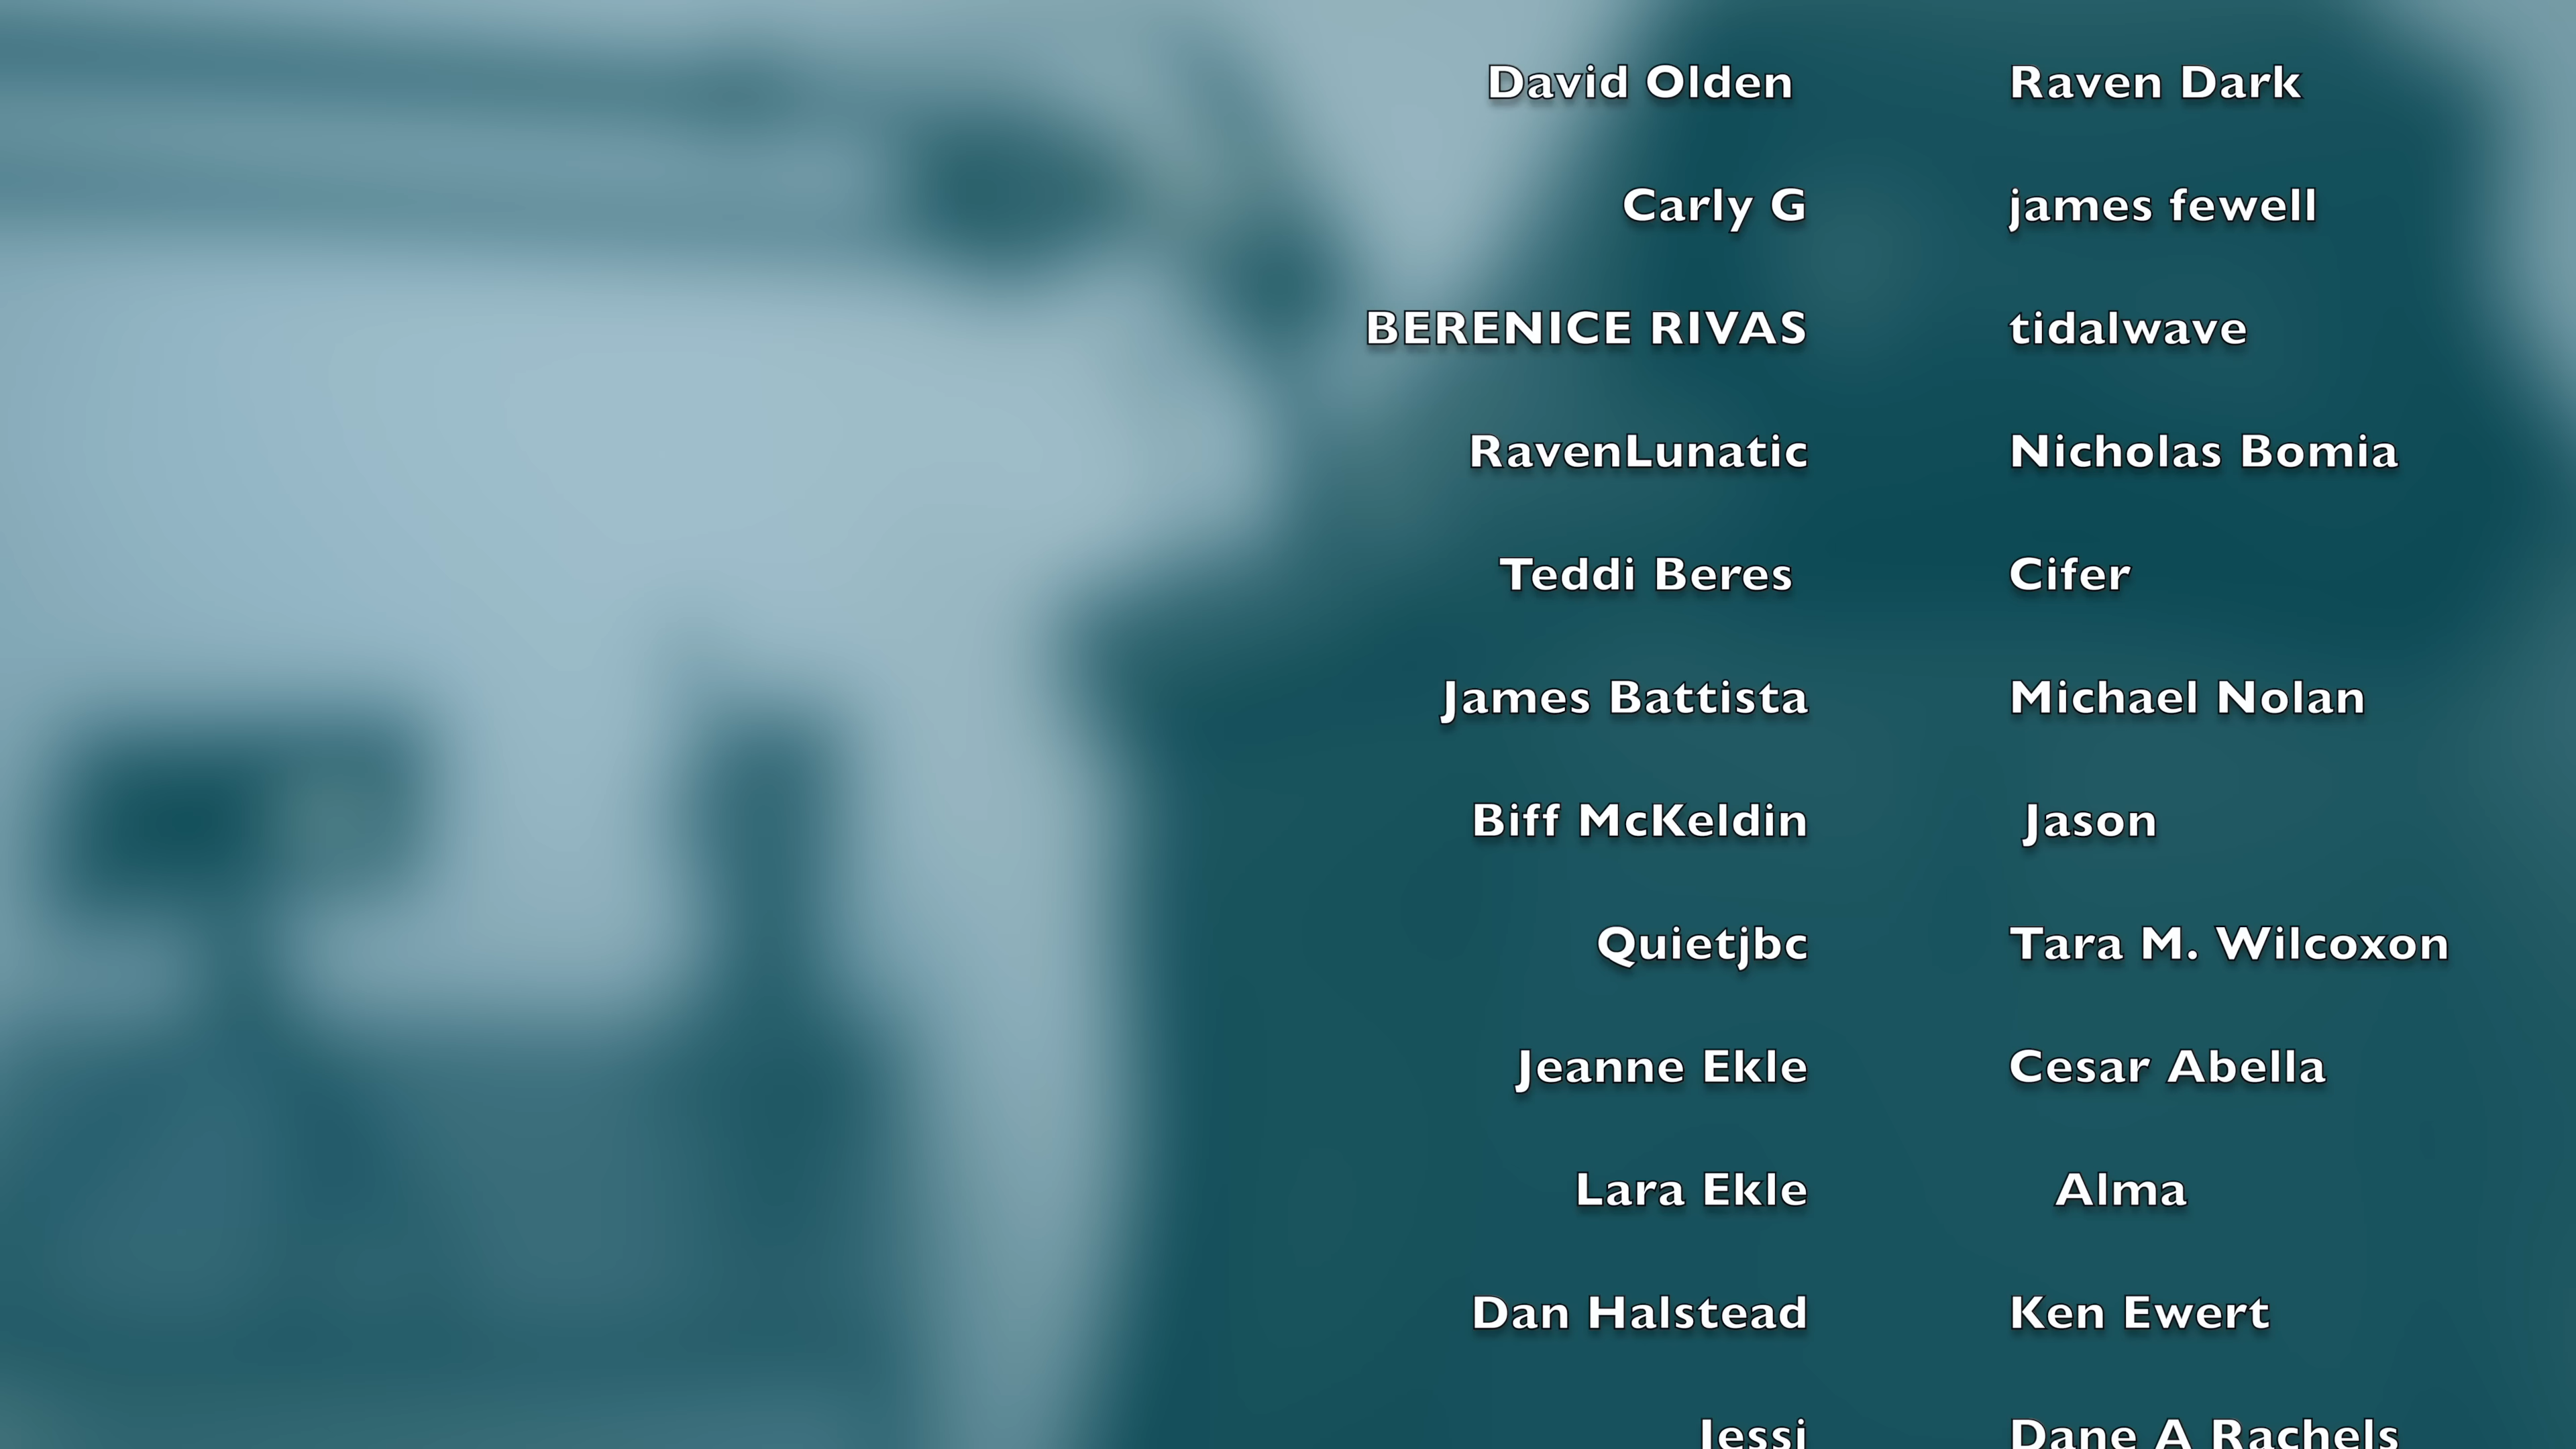 David Olden Raven Dark
Carly G james fewell
BERENICE RIVAS tidalwave
RavenLunatic Nicholas Bomia
Teddi Beres Cifer
James Battista Michael Nolan
Biff McKeldin Jason
Quietjbc Tara M. Wilcoxon
Jeanne Ekle Cesar Abella
Lara Ekle Alma
Dan Halstead Ken Ewert
Jessi Dane A Rachels